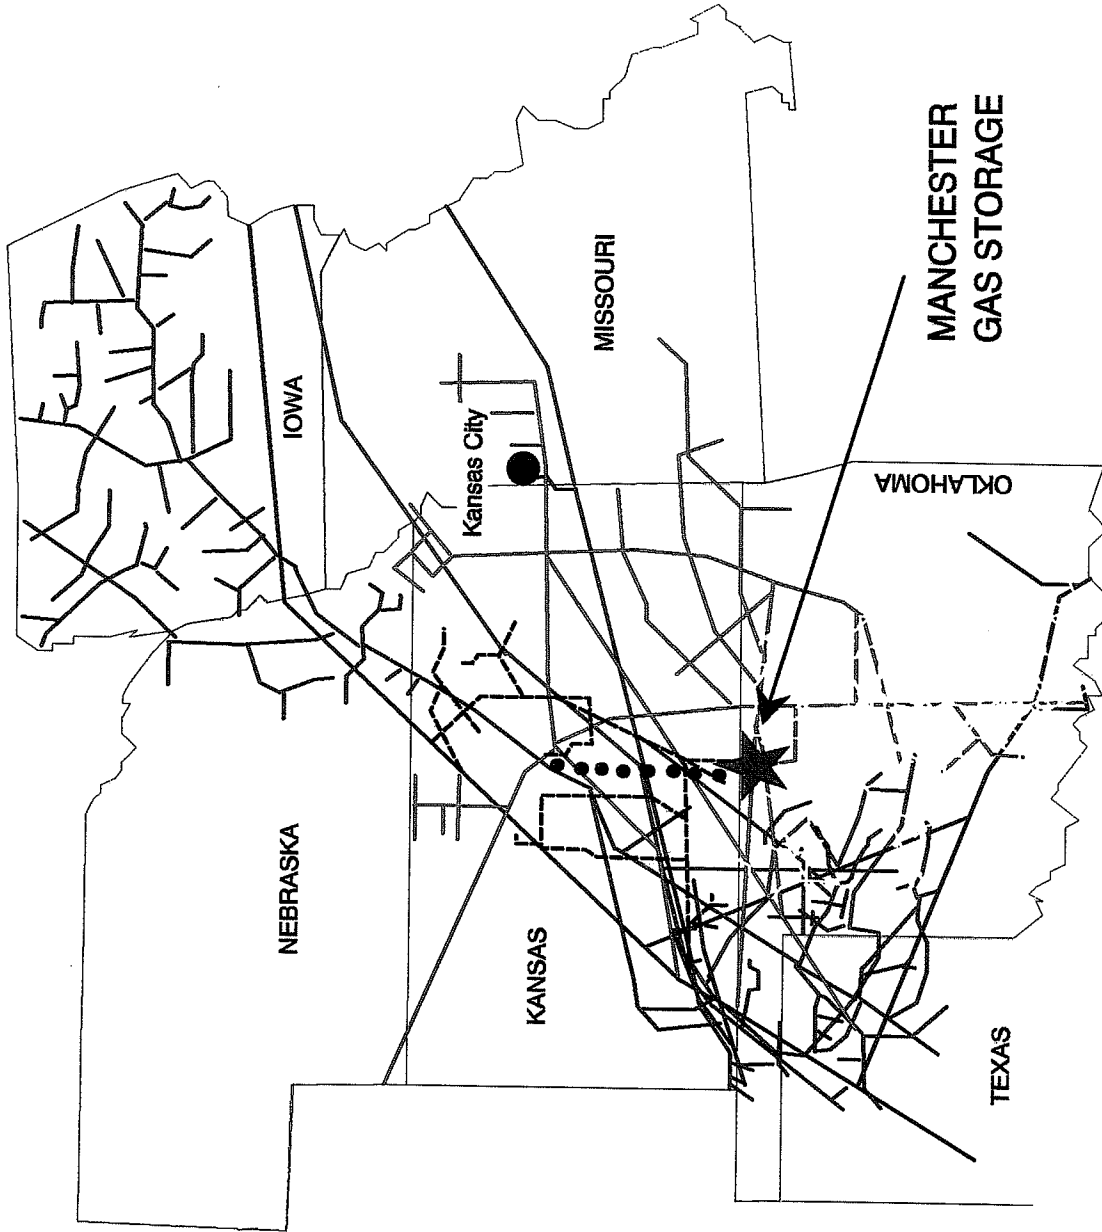 NEBRASKA
IOWA
KANSAS
Kansas City
MISSOURI
TEXAS
OKLAHOMA
MANCHESTER
GAS STORAGE